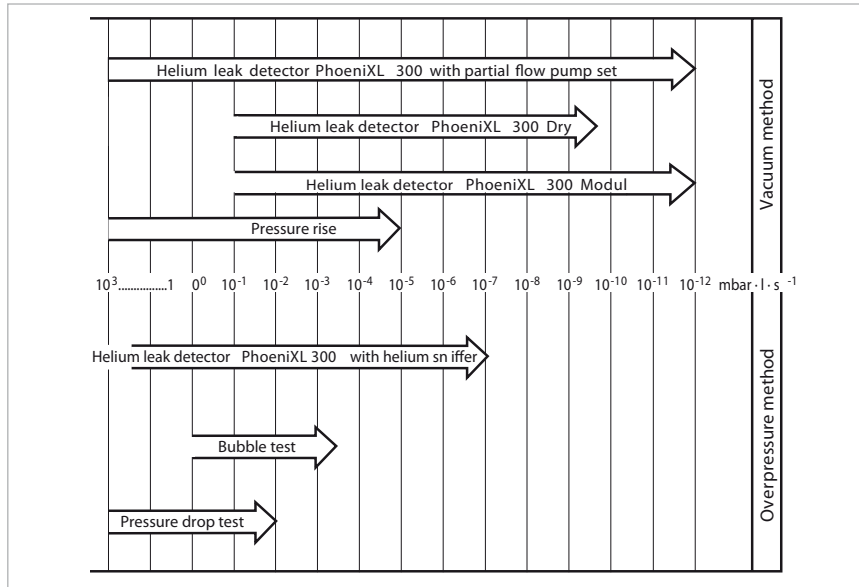 Helium leak detector PhoeniXL 300 with partial flow pump set
Helium leak detector PhoeniXL 300 Dry
Helium leak detector PhoeniXL 300 Modul
Pressure rise
Vacuum method
10³...............1 0⁰ 10⁻¹ 10⁻² 10⁻³ 10⁻⁴ 10⁻⁵ 10⁻⁶ 10⁻⁷ 10⁻⁸ 10⁻⁹ 10⁻¹⁰ 10⁻¹¹ 10⁻¹² mbar · l · s ⁻¹
Helium leak detector PhoeniXL 300 with helium sn iffer
Bubble test
Pressure drop test
Overpressure method